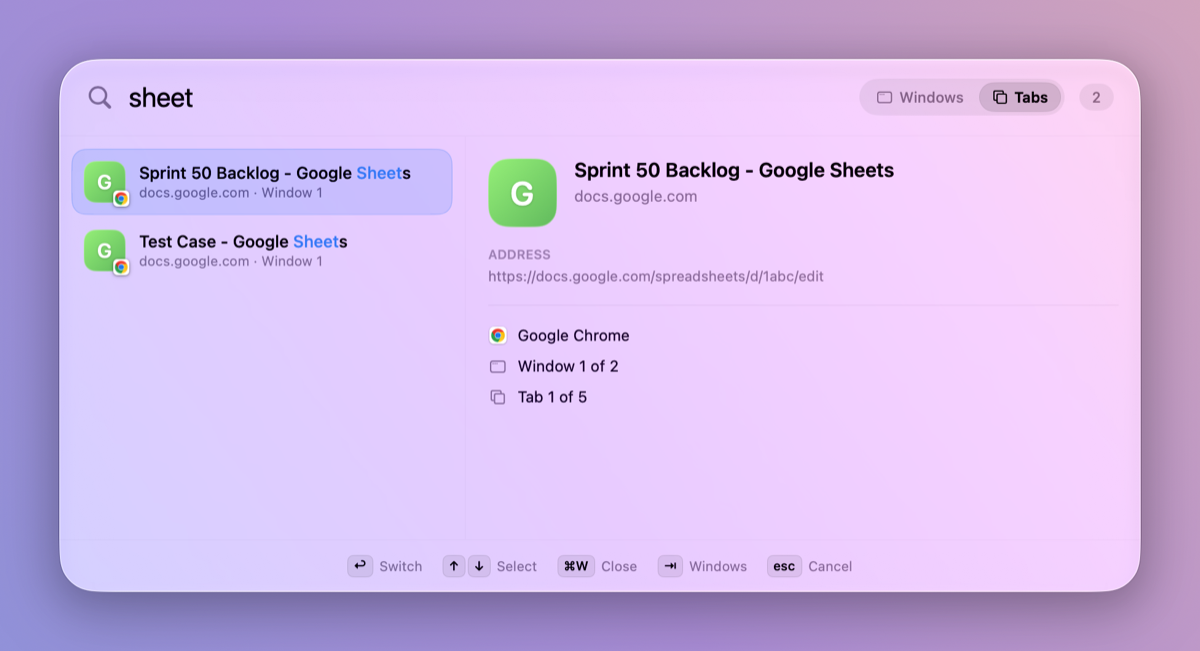 sheet
Windows
Tabs
2
G
Sprint 50 Backlog - Google Sheets
docs.google.com · Window 1
G
Test Case - Google Sheets
docs.google.com · Window 1
G
Sprint 50 Backlog - Google Sheets
docs.google.com
ADDRESS
https://docs.google.com/spreadsheets/d/1abc/edit
Google Chrome
Window 1 of 2
Tab 1 of 5
↩ Switch ↑ ↓ Select ⌘W Close ⇥ Windows esc Cancel